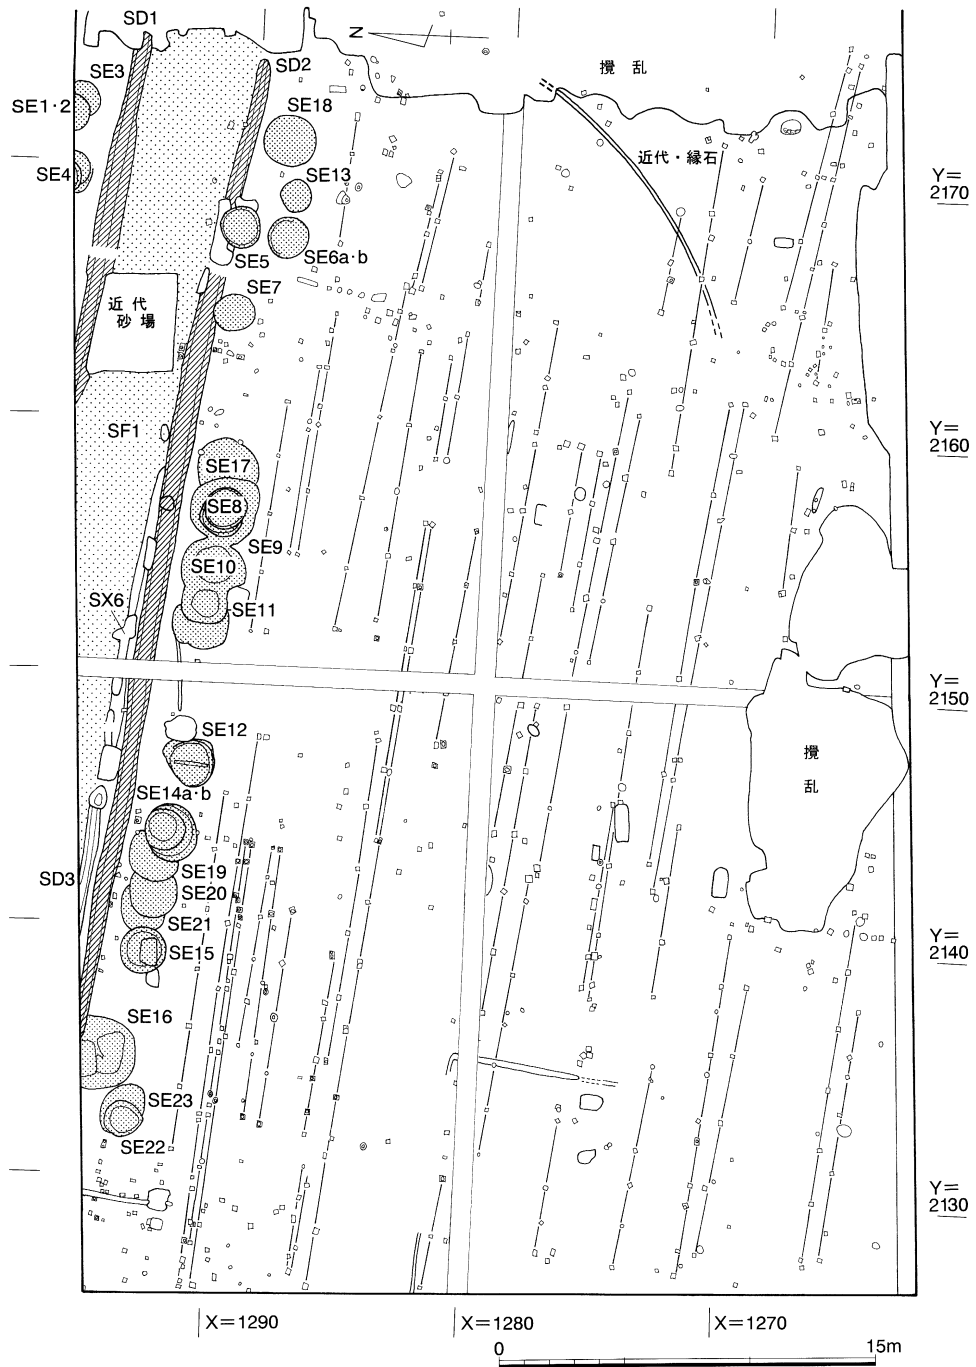 SD1
N
SE3
SD2
攪乱
SE1·2
SE18
近代・縁石
SE4
SE13
Y=
2170
SE5
SE6a·b
SE7
近代
砂場
SF1
Y=
2160
SE17
SE8
SE9
SE10
SX6
SE11
Y=
2150
SE12
攪
乱
SE14a·b
SE19
SD3
SE20
SE21
Y=
2140
SE15
SE16
SE23
SE22
Y=
2130
X=1290
X=1280
X=1270
0
15m